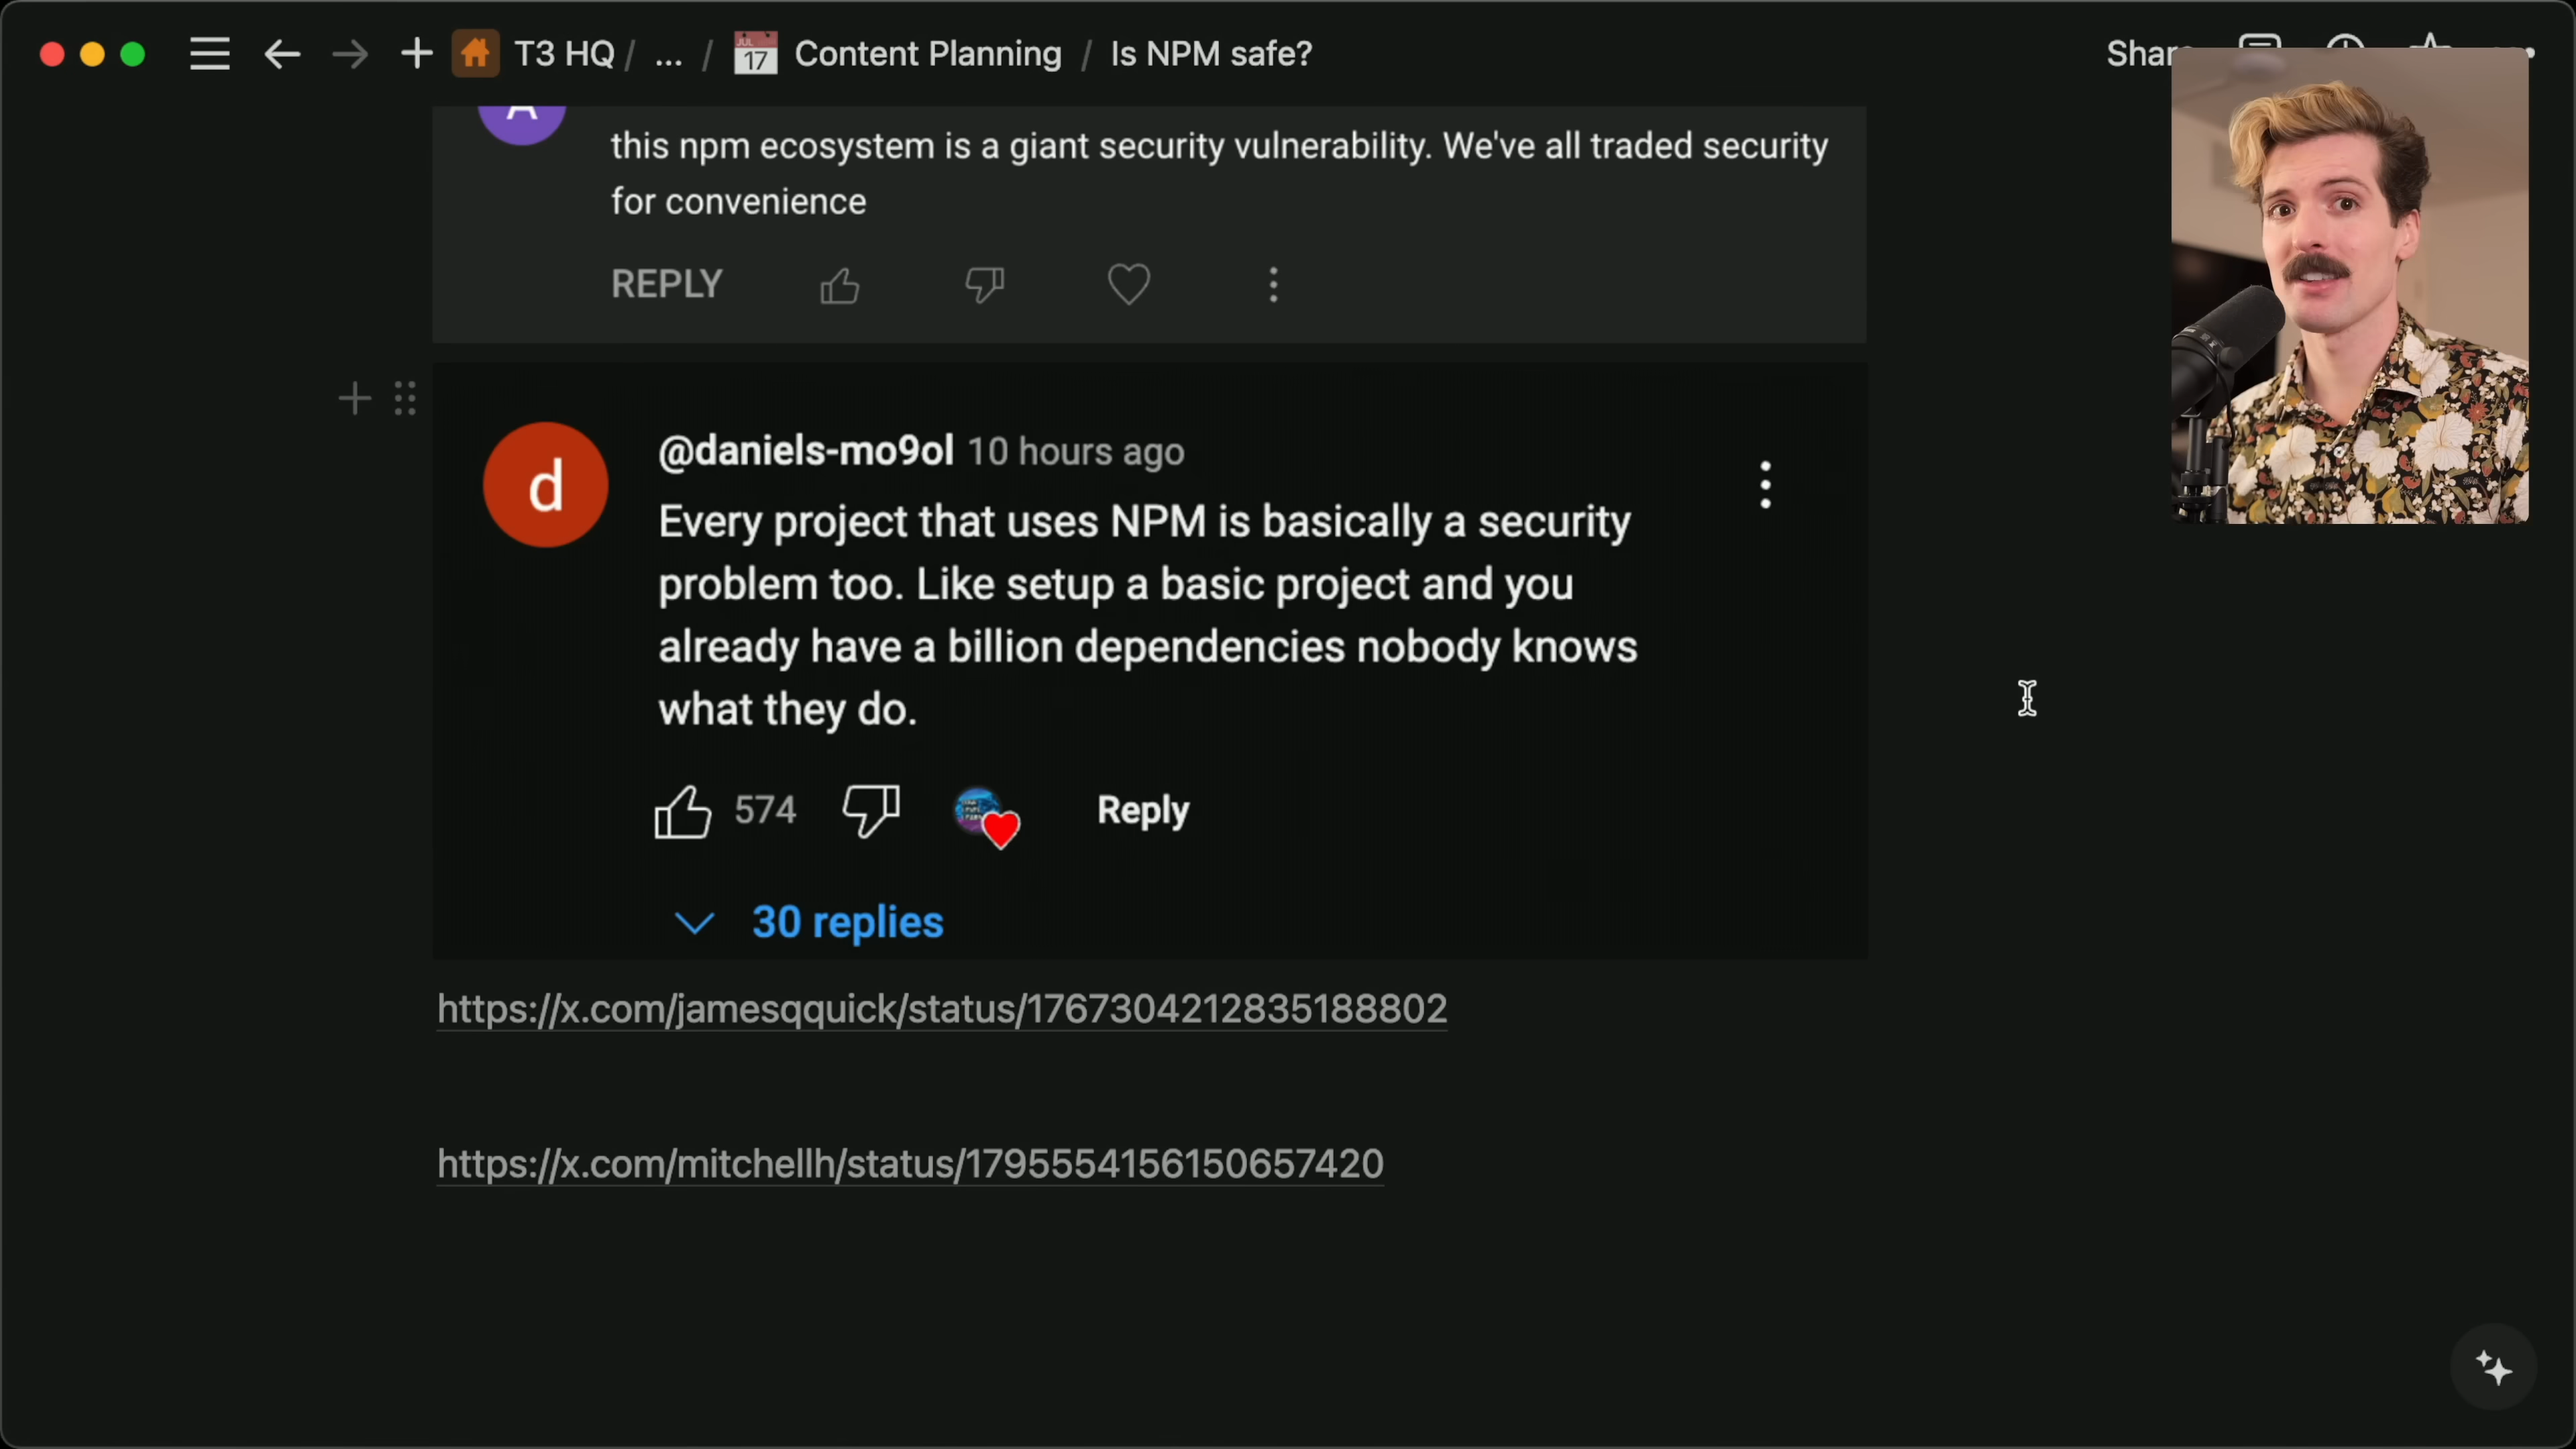 T3 HQ / ... / JUL 17 Content Planning / Is NPM safe?
Shar
A
this npm ecosystem is a giant security vulnerability. We've all traded security
for convenience
REPLY
d
@daniels-mo9ol 10 hours ago
Every project that uses NPM is basically a security
problem too. Like setup a basic project and you
already have a billion dependencies nobody knows
what they do.
574 Reply
30 replies
https://x.com/jamesqquick/status/1767304212835188802
https://x.com/mitchellh/status/1795554156150657420